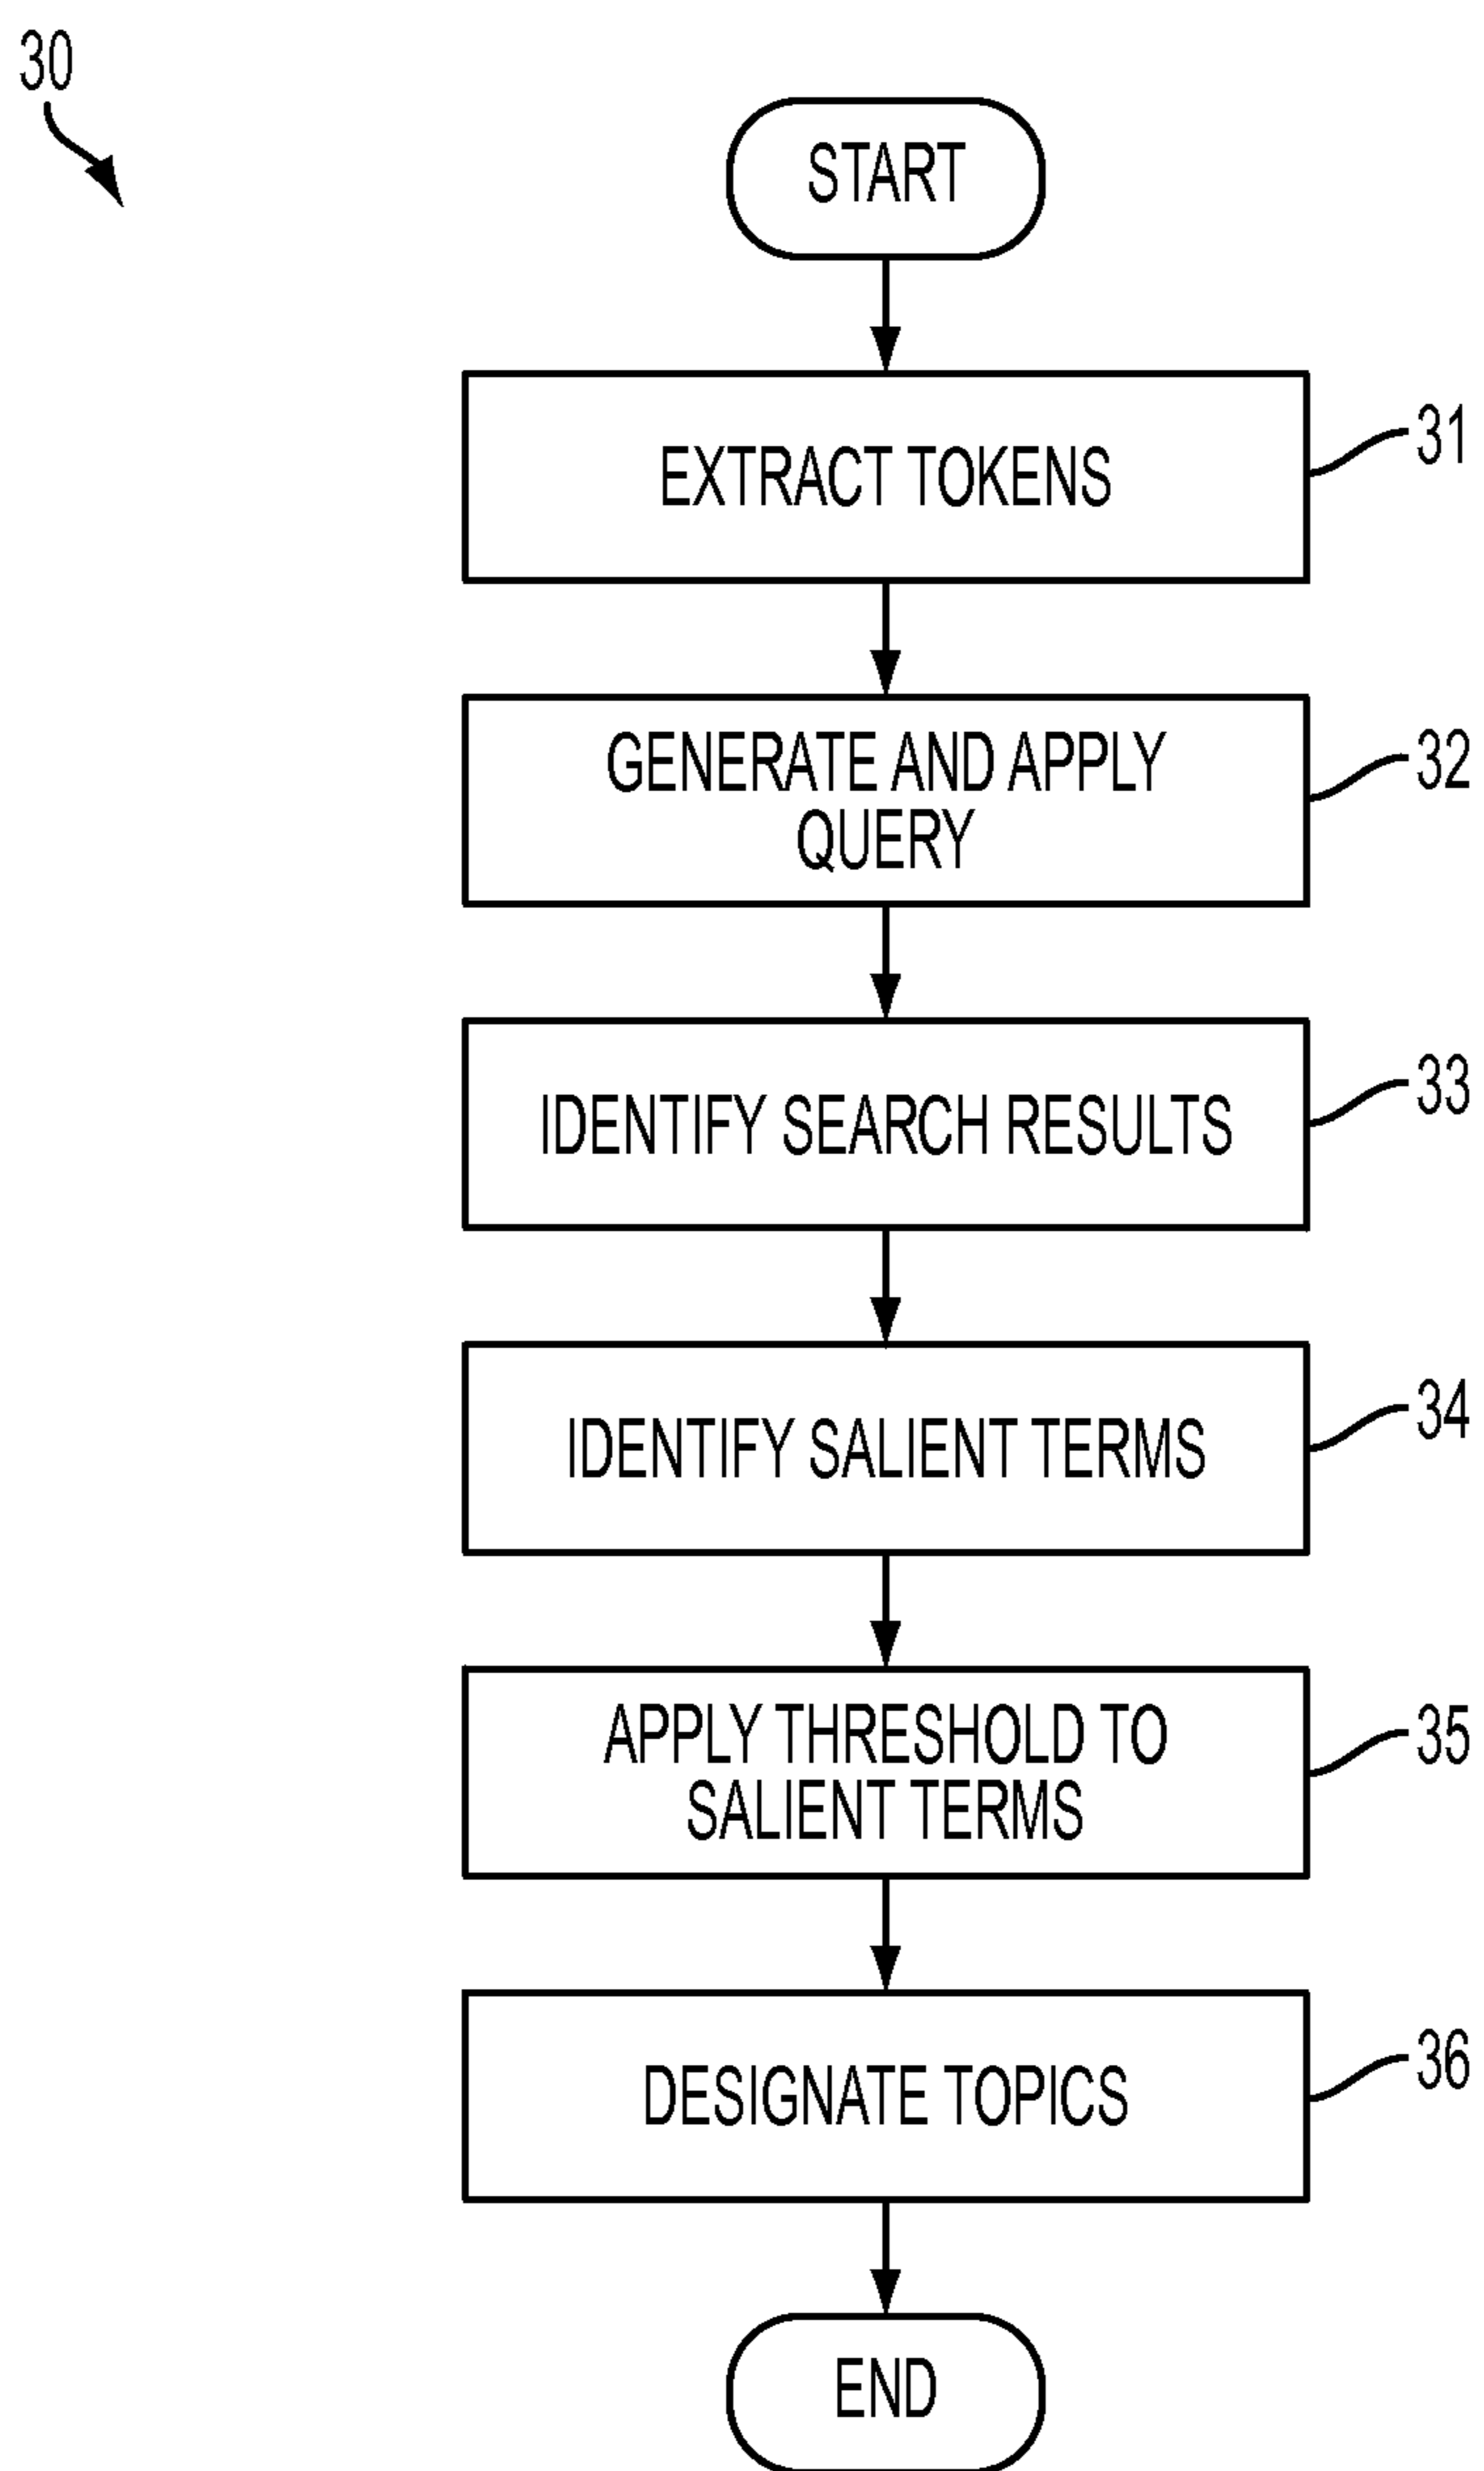 30
START
EXTRACT TOKENS
31
GENERATE AND APPLY
QUERY
32
IDENTIFY SEARCH RESULTS
33
IDENTIFY SALIENT TERMS
34
APPLY THRESHOLD TO
SALIENT TERMS
35
DESIGNATE TOPICS
36
END